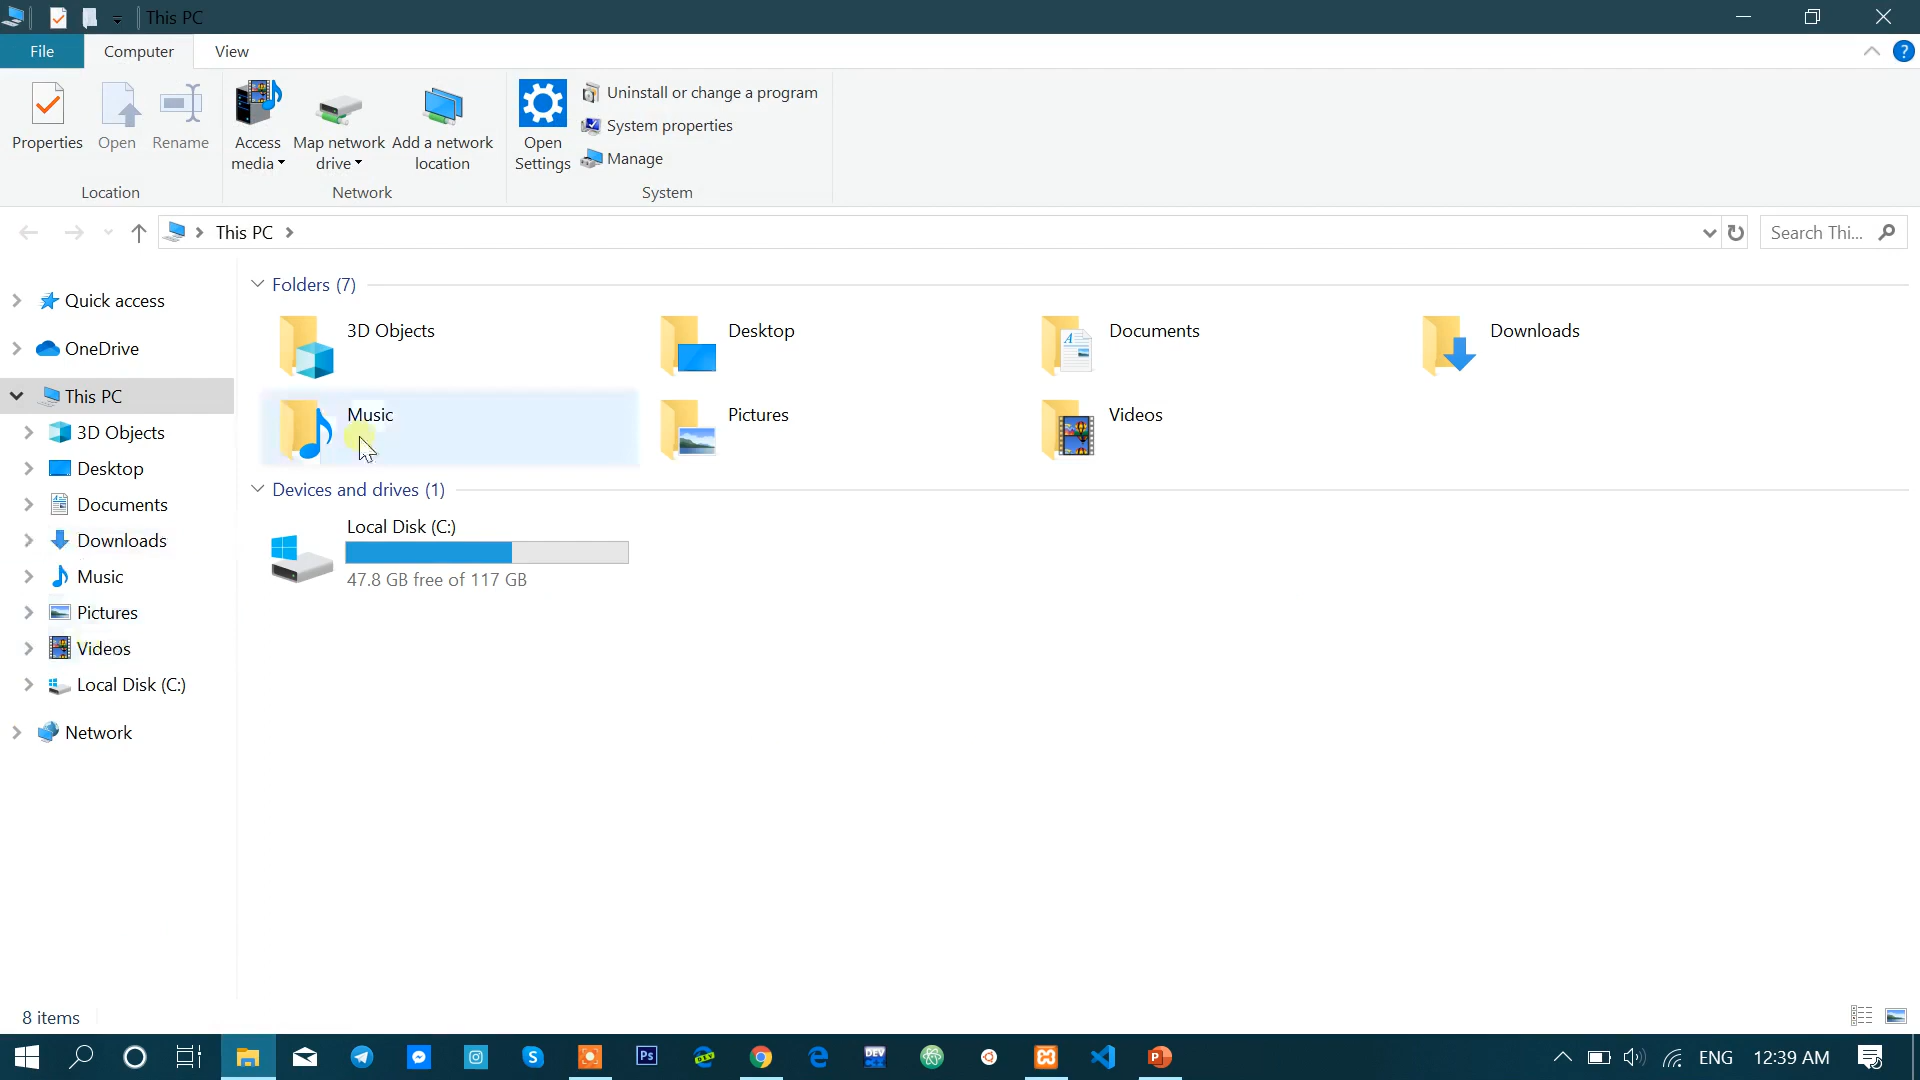 This PC
File
Computer
View
Properties
Open
Rename
Access
media
Map network
drive
Add a network
location
Open
Settings
Uninstall or change a program
System properties
Manage
Location
Network
System
This PC
Search Thi...
Quick access
OneDrive
This PC
3D Objects
Desktop
Documents
Downloads
Music
Pictures
Videos
Local Disk (C:)
Network
Folders (7)
3D Objects
Desktop
Documents
Downloads
Music
Pictures
Videos
Devices and drives (1)
Local Disk (C:)
47.8 GB free of 117 GB
8 items
Ps
DEV
ENG
12:39 AM